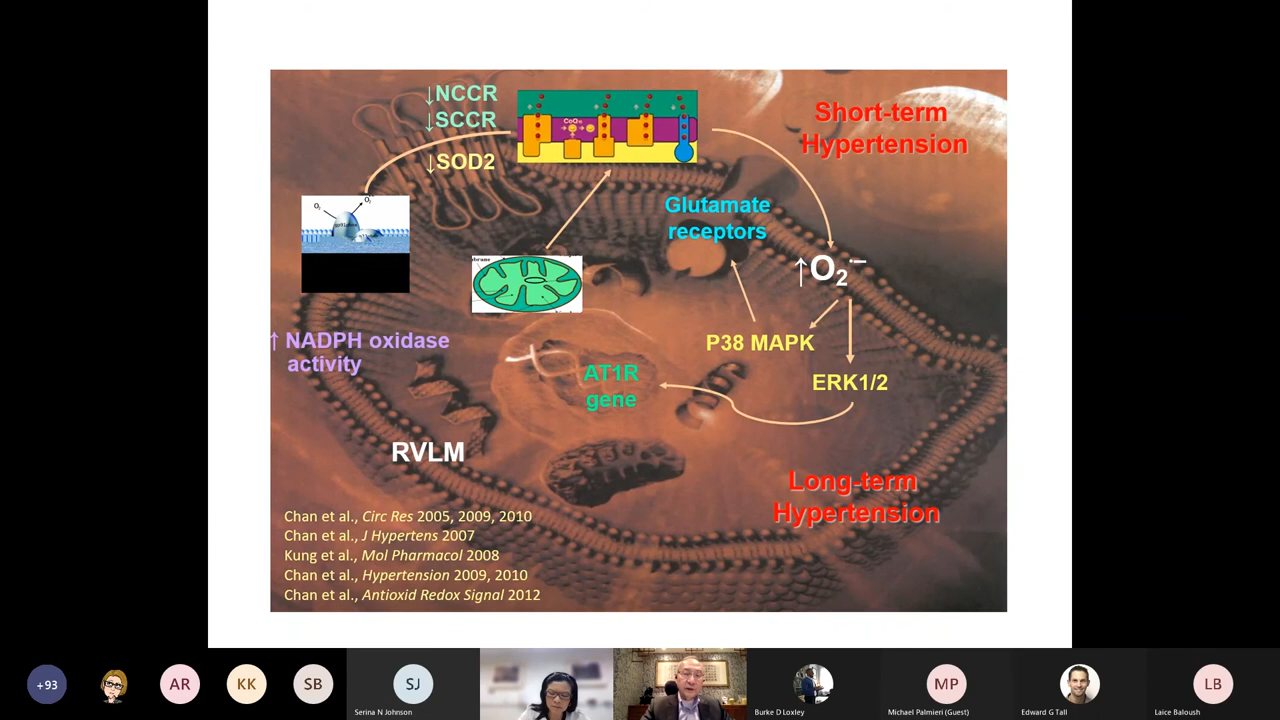 ↓NCCR
↓SCCR
↓SOD2
CoQ
Short-term
Hypertension
Glutamate
receptors
O₂
O₂
↑O₂·−
↑ NADPH oxidase
activity
P38 MAPK
ERK1/2
AT1R
gene
RVLM
Long-term
Hypertension
Chan et al., Circ Res 2005, 2009, 2010
Chan et al., J Hypertens 2007
Kung et al., Mol Pharmacol 2008
Chan et al., Hypertension 2009, 2010
Chan et al., Antioxid Redox Signal 2012
+93
AR
KK
SB
SJ
Serina N Johnson
Burke D Loxley
MP
Michael Palmieri (Guest)
Edward G Tall
LB
Laice Baloush